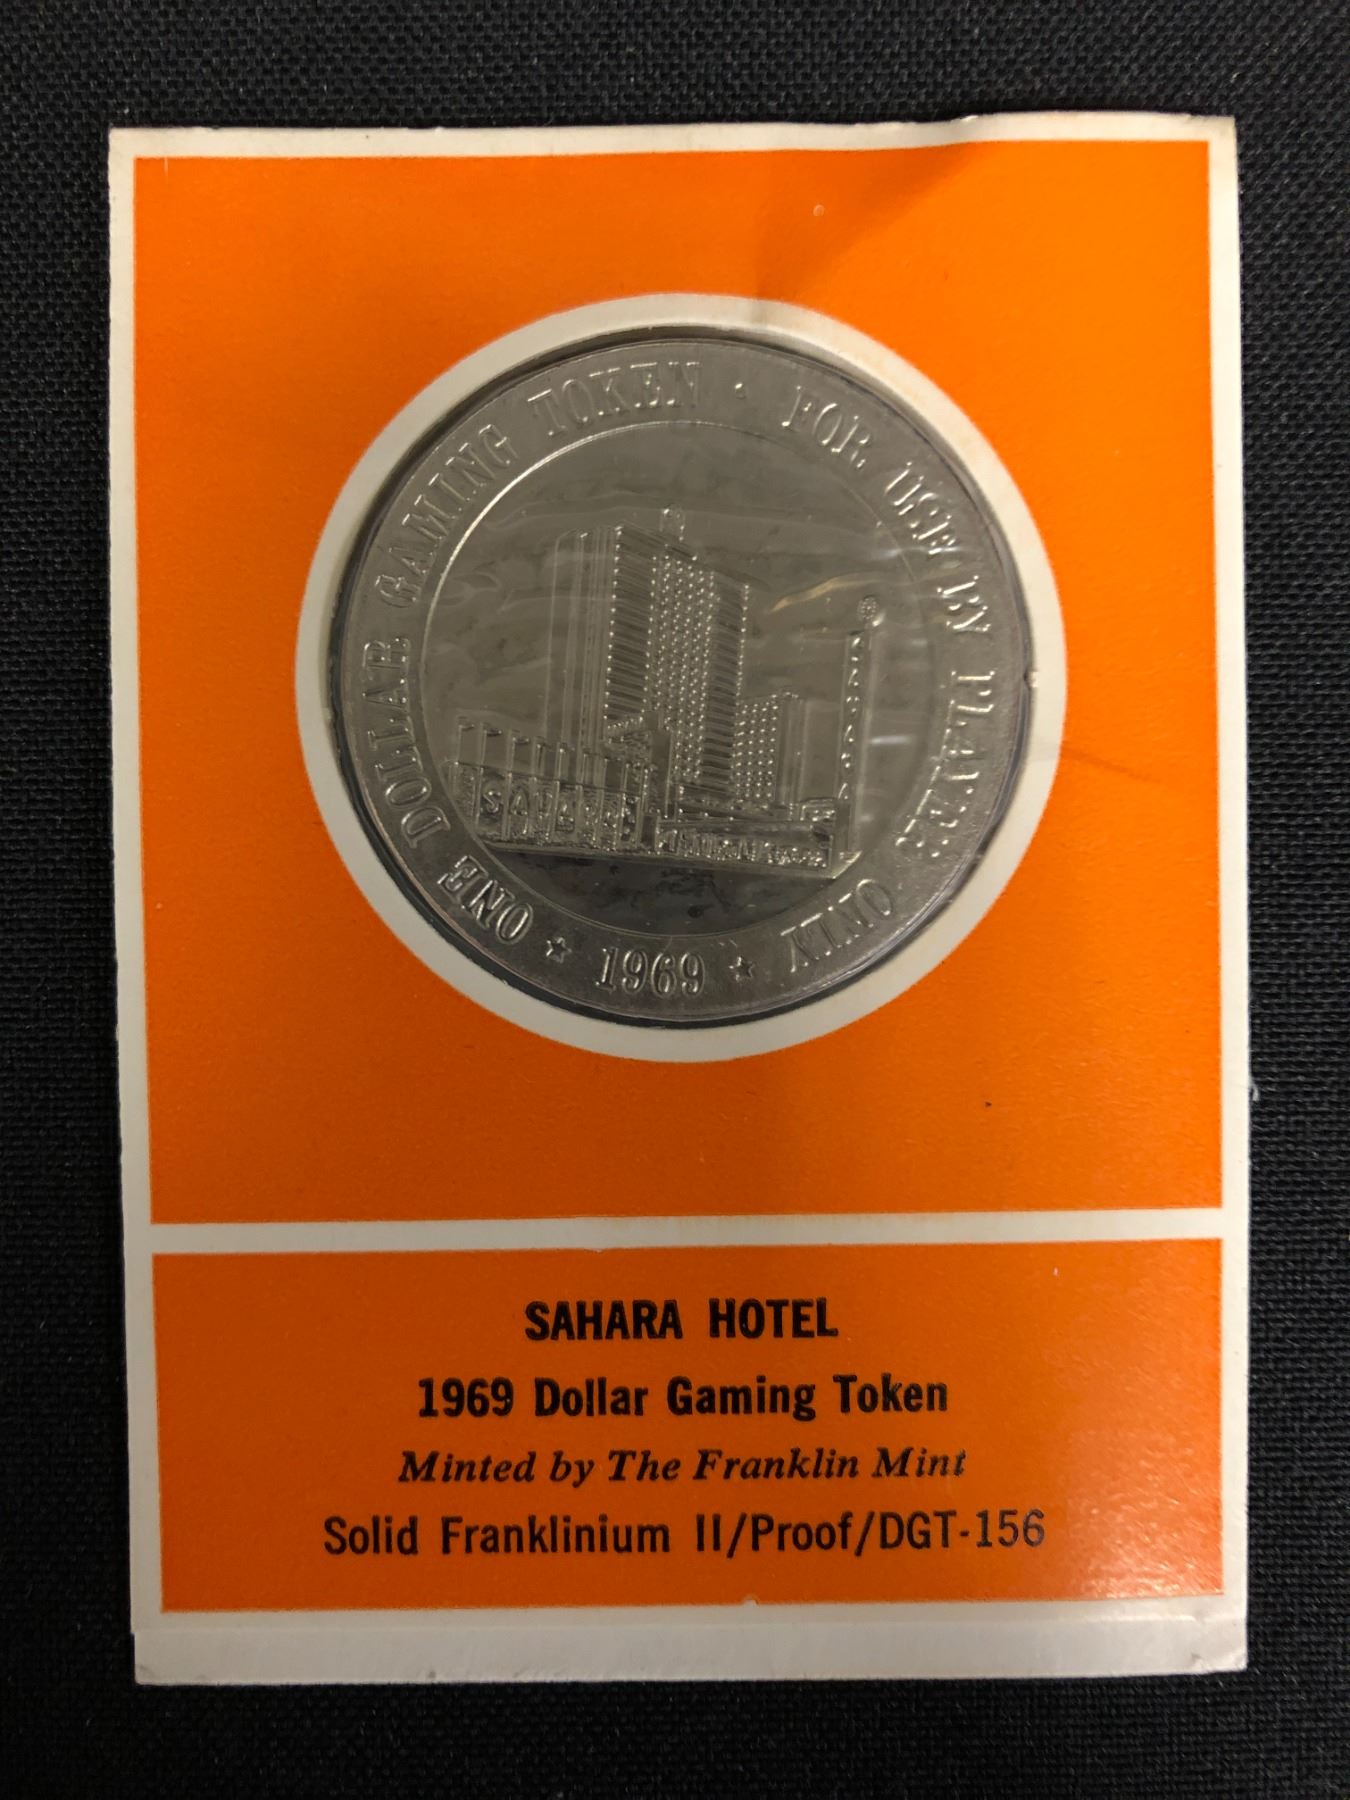 ONE DOLLAR GAMING TOKEN · FOR USE BY PLAYER ONLY
SAHARA
★ 1969 ★
SAHARA HOTEL
1969 Dollar Gaming Token
Minted by The Franklin Mint
Solid Franklinium II/Proof/DGT-156